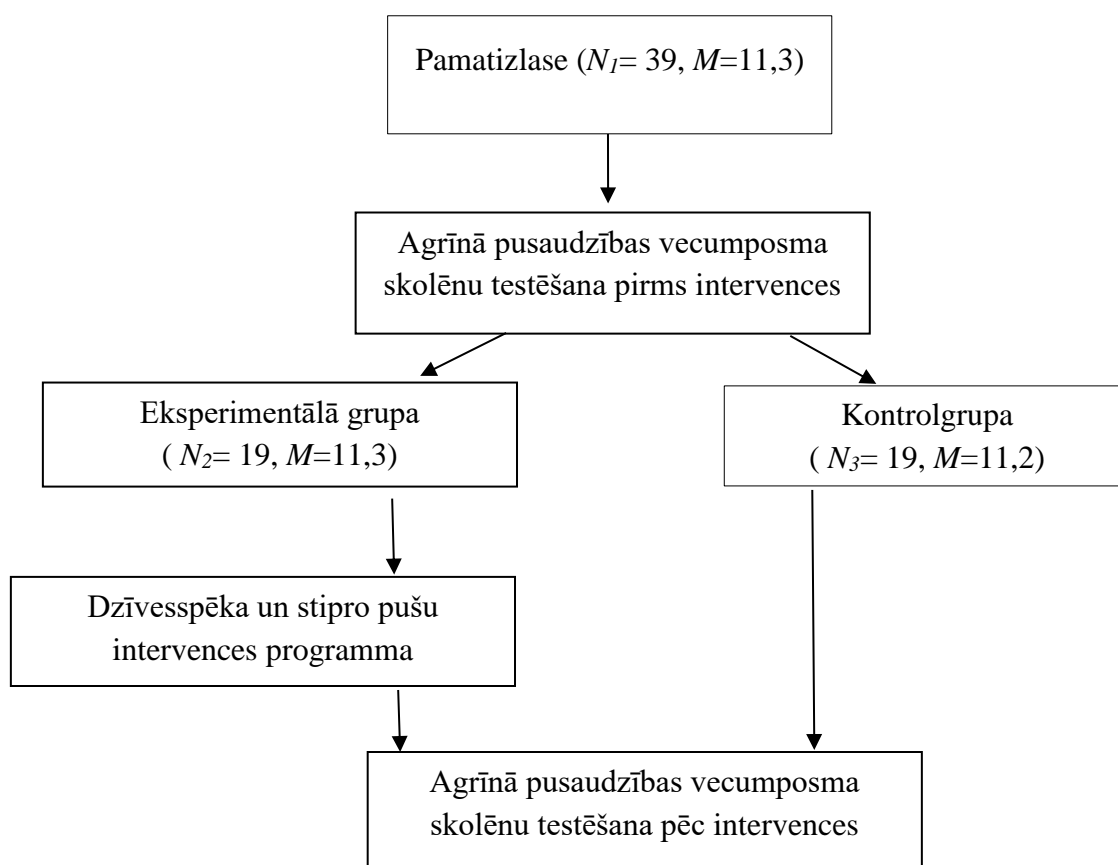 Pamatizlase (N1= 39, M=11,3)
Agrīnā pusaudzības vecumposma
skolēnu testēšana pirms intervences
Eksperimentālā grupa
( N2= 19, M=11,3)
Kontrolgrupa
( N3= 19, M=11,2)
Dzīvesspēka un stipro pušu
intervences programma
Agrīnā pusaudzības vecumposma
skolēnu testēšana pēc intervences